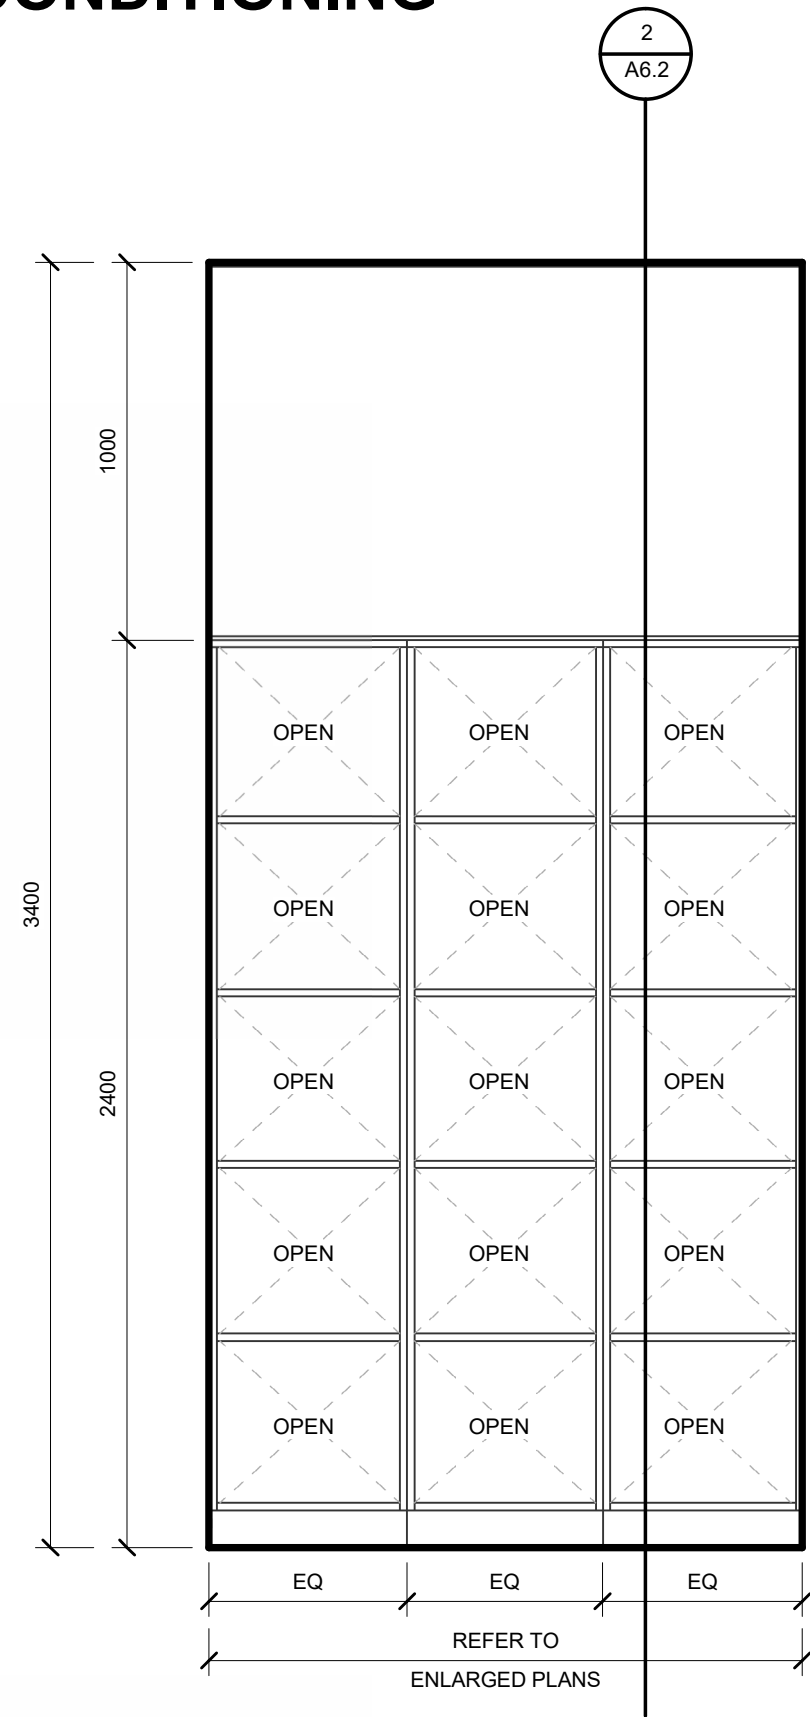 CONDITIONING
2
A6.2
1000
3400
2400
OPEN OPEN OPEN
OPEN OPEN OPEN
OPEN OPEN OPEN
OPEN OPEN OPEN
OPEN OPEN OPEN
EQ EQ EQ
REFER TO
ENLARGED PLANS